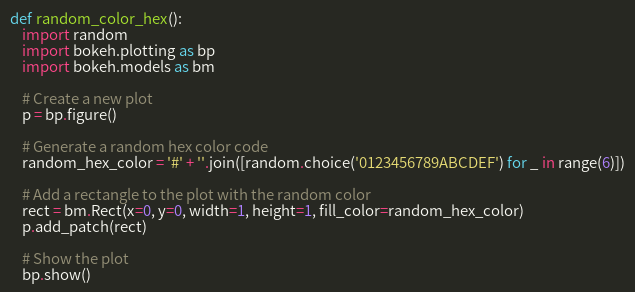 def random_color_hex():
    import random
    import bokeh.plotting as bp
    import bokeh.models as bm

    # Create a new plot
    p = bp.figure()

    # Generate a random hex color code
    random_hex_color = '#' + ''.join([random.choice('0123456789ABCDEF') for _ in range(6)])

    # Add a rectangle to the plot with the random color
    rect = bm.Rect(x=0, y=0, width=1, height=1, fill_color=random_hex_color)
    p.add_patch(rect)

    # Show the plot
    bp.show()